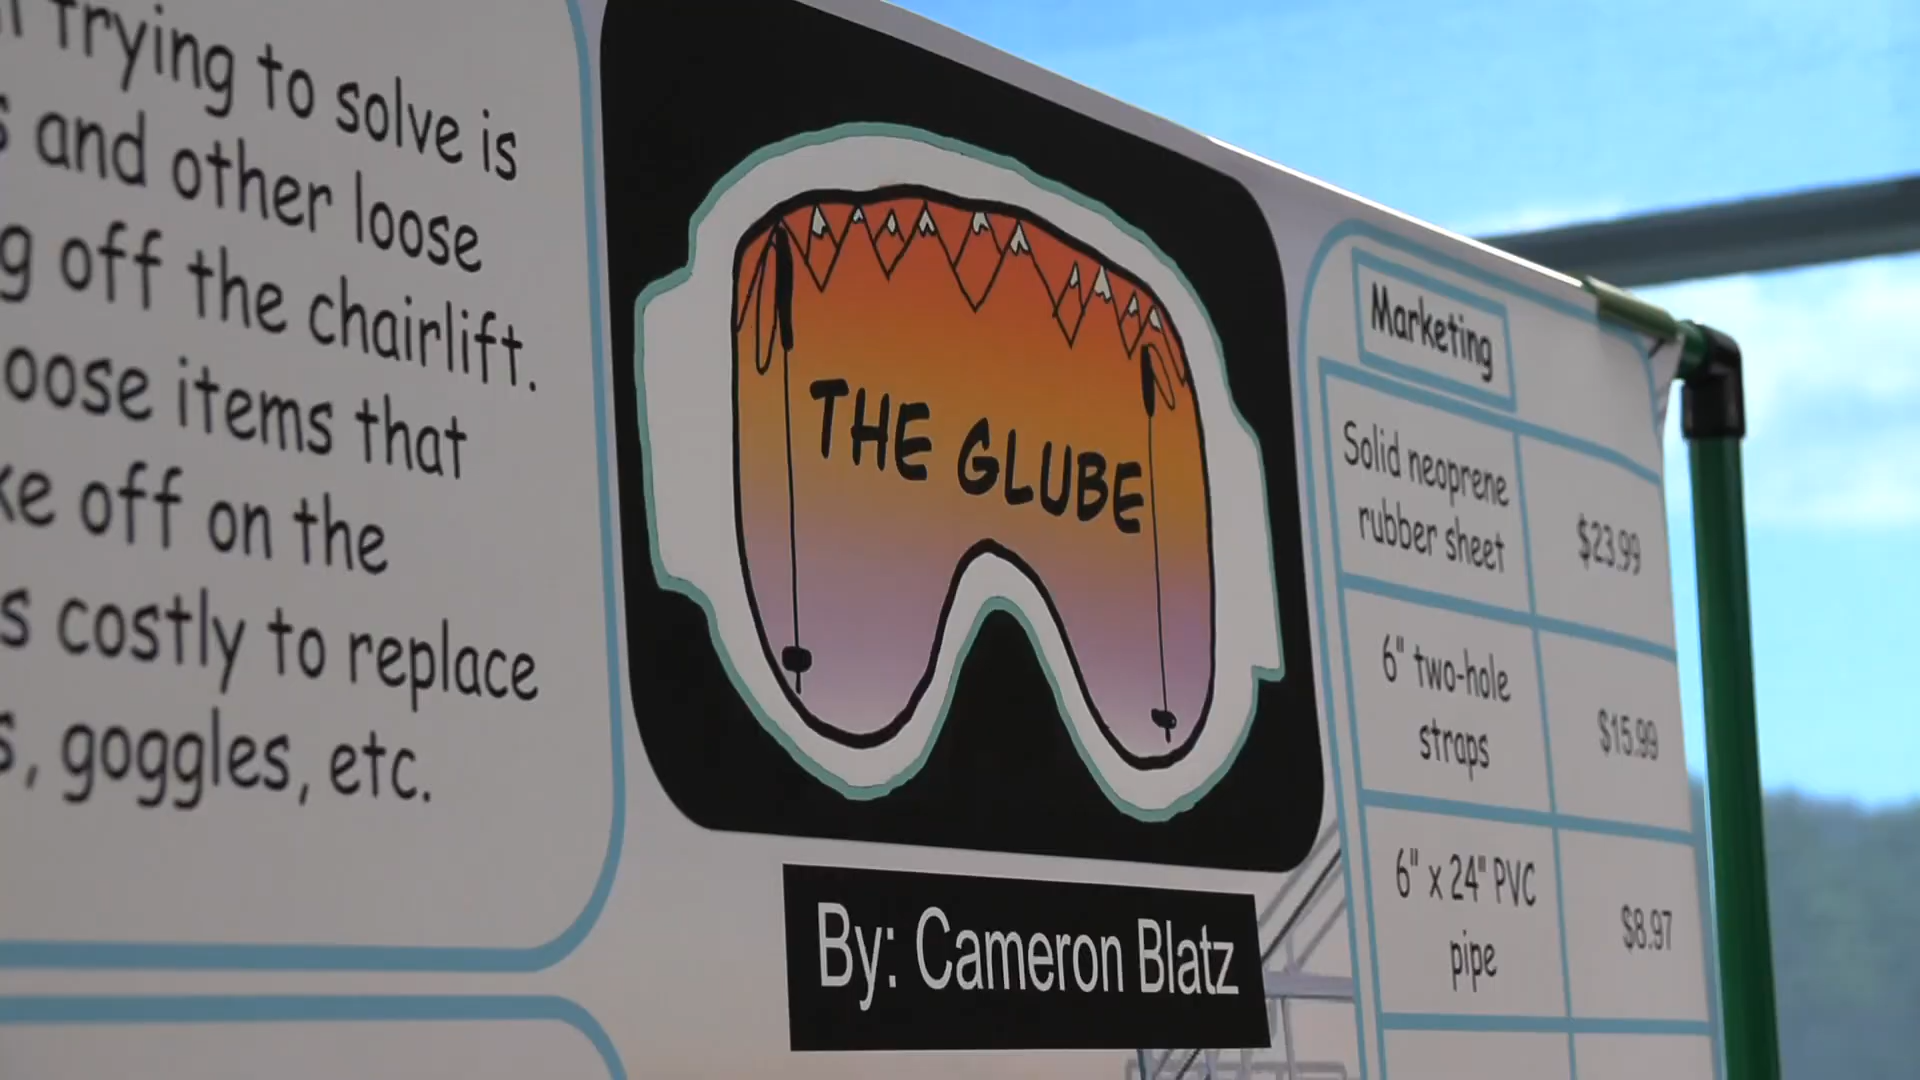 trying to solve is
and other loose
off the chairlift.
loose items that
off on the
costly to replace
goggles, etc.
THE GLUBE
By: Cameron Blatz
Marketing
Solid neoprene
rubber sheet
$23.99
6" two-hole
straps
$15.99
6" x 24" PVC
pipe
$8.97